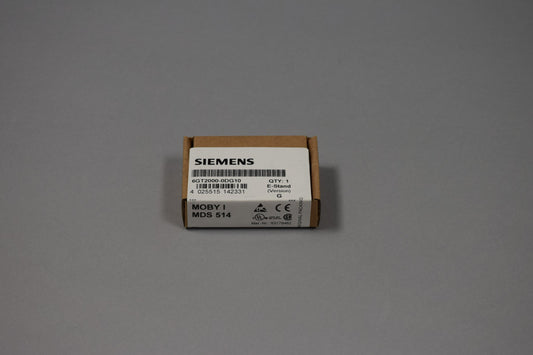 SIEMENS
6GT2000-0DG10 QTY: 1
E-Stand
(Version)
4 025515 142331 G
MOBY I
MDS 514